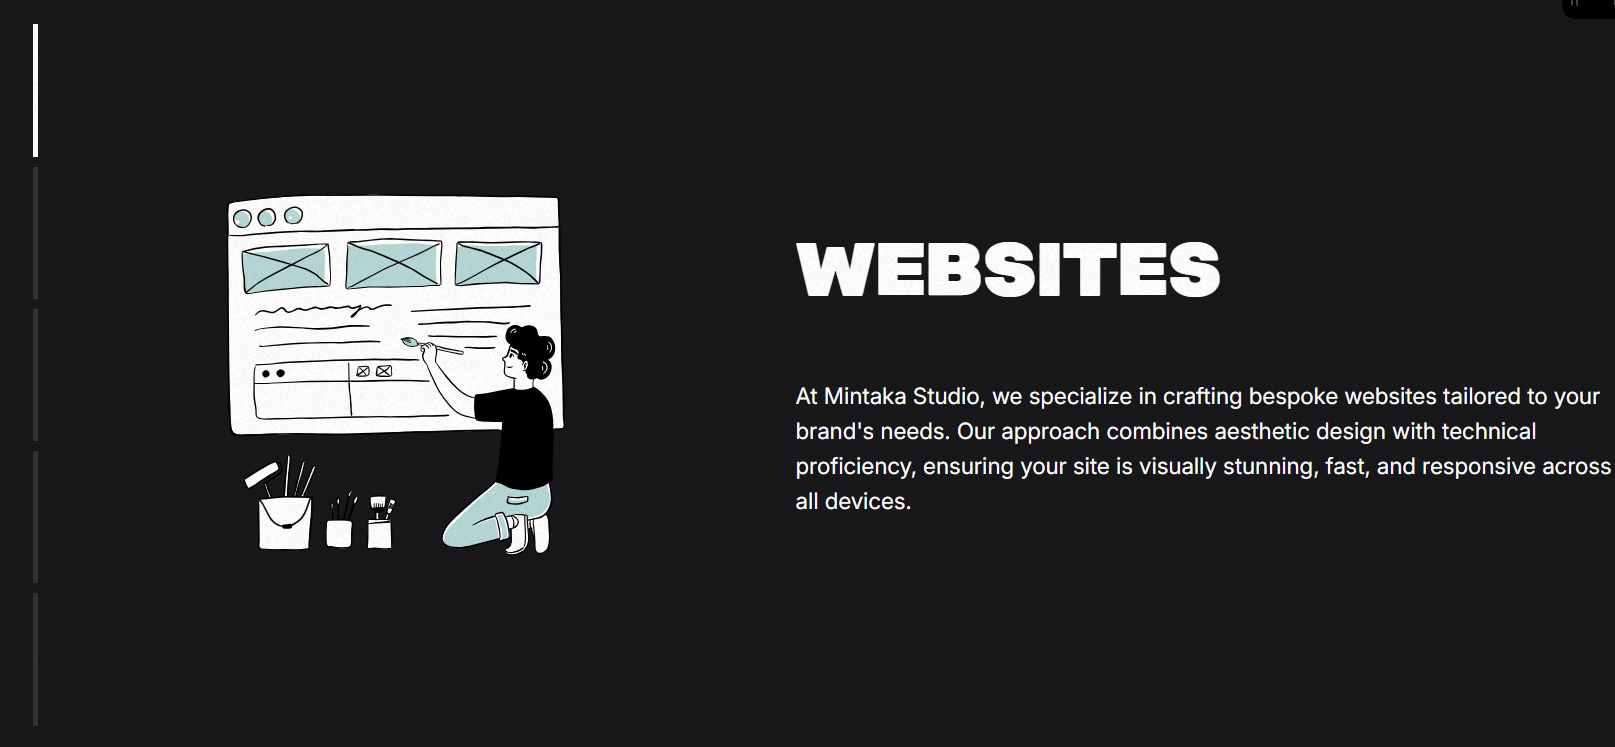 WEBSITES
At Mintaka Studio, we specialize in crafting bespoke websites tailored to your
brand's needs. Our approach combines aesthetic design with technical
proficiency, ensuring your site is visually stunning, fast, and responsive across
all devices.